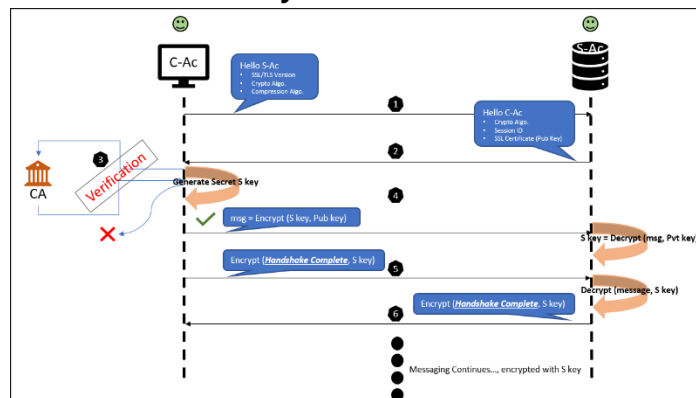 C-Ac
S-Ac
Hello S-Ac
• SSL/TLS Version
• Crypto Algo.
• Compression Algo.
1
Hello C-Ac
• Crypto Algo.
• Session ID
• SSL Certificate (Pub Key)
2
3
Verification
CA
Generate Secret S key
4
msg = Encrypt (S key, Pub key)
S key = Decrypt (msg, Pvt key)
Encrypt (Handshake Complete, S key)
5
Decrypt (message, S key)
6
Encrypt (Handshake Complete, S key)
Messaging Continues..., encrypted with S key